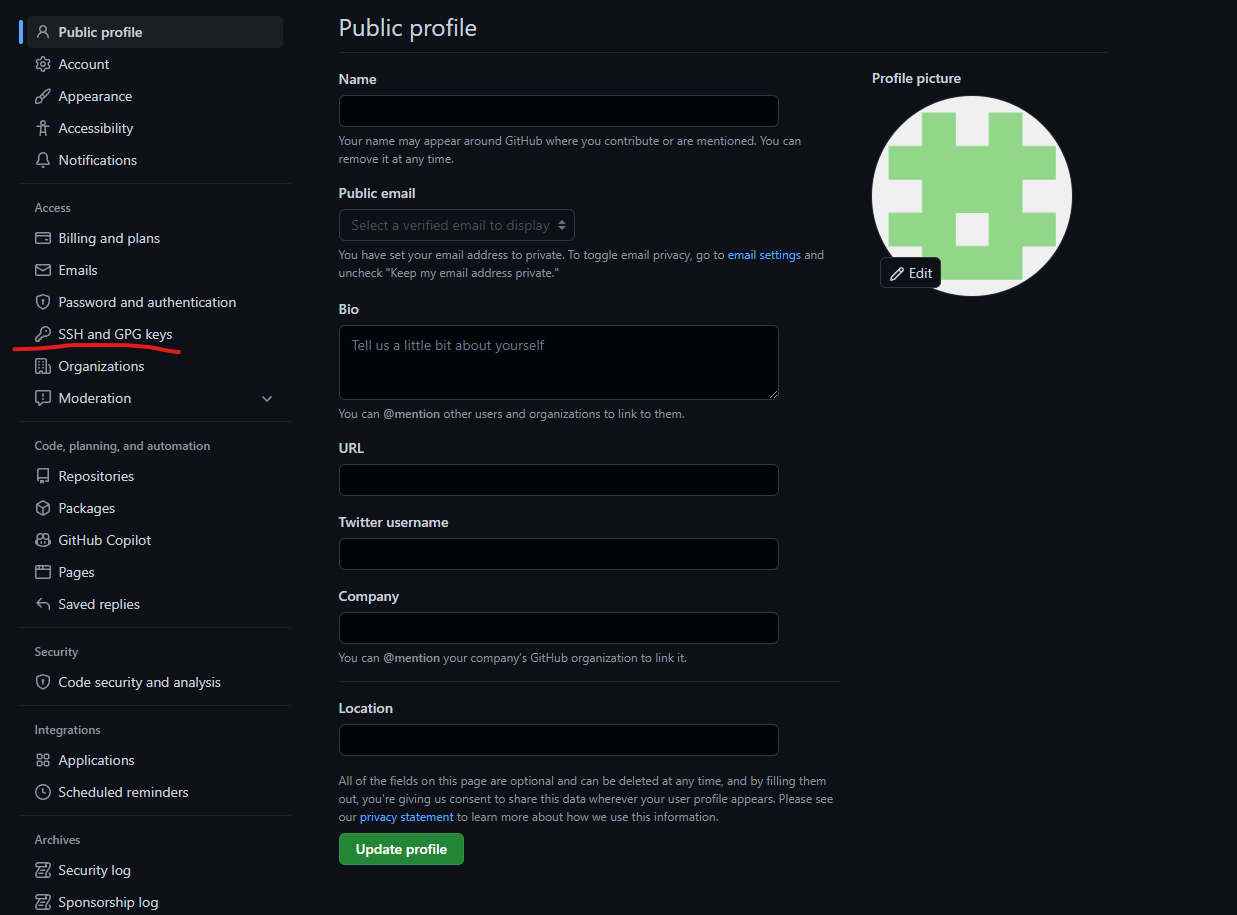 Public profile
Account
Appearance
Accessibility
Notifications
Access
Billing and plans
Emails
Password and authentication
SSH and GPG keys
Organizations
Moderation
Code, planning, and automation
Repositories
Packages
GitHub Copilot
Pages
Saved replies
Security
Code security and analysis
Integrations
Applications
Scheduled reminders
Archives
Security log
Sponsorship log
Public profile
Name
Your name may appear around GitHub where you contribute or are mentioned. You can
remove it at any time.
Public email
Select a verified email to display
You have set your email address to private. To toggle email privacy, go to email settings and
uncheck "Keep my email address private."
Bio
Tell us a little bit about yourself
You can @mention other users and organizations to link to them.
URL
Twitter username
Company
You can @mention your company's GitHub organization to link it.
Location
All of the fields on this page are optional and can be deleted at any time, and by filling them
out, you're giving us consent to share this data wherever your user profile appears. Please see
our privacy statement to learn more about how we use this information.
Update profile
Profile picture
Edit